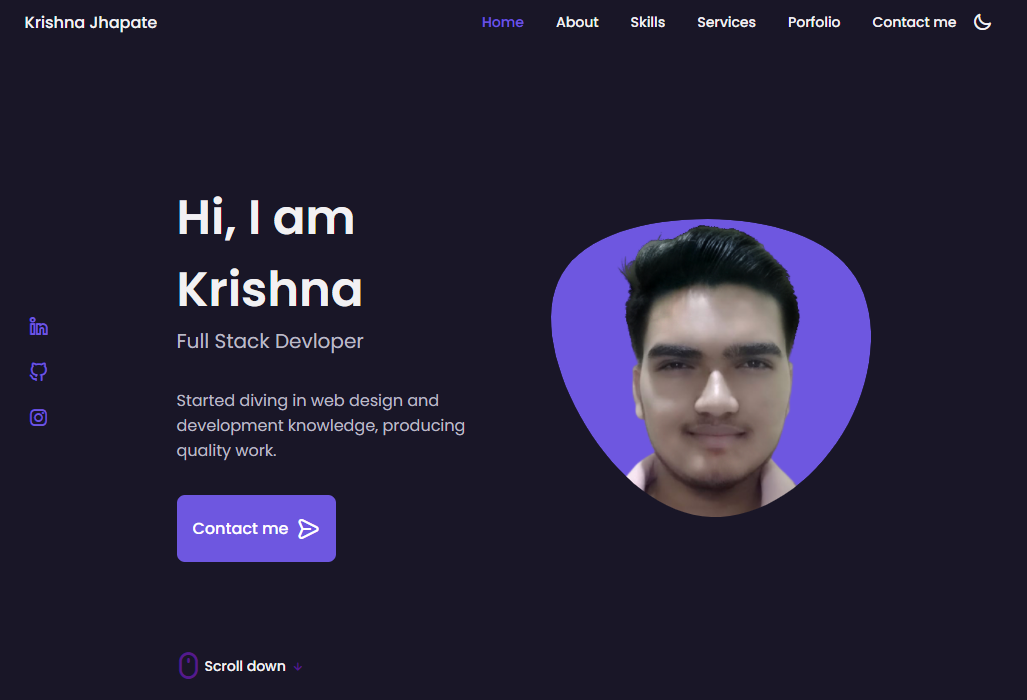 Krishna Jhapate
Home About Skills Services Porfolio Contact me
Hi, I am
Krishna
Full Stack Devloper
Started diving in web design and
development knowledge, producing
quality work.
Contact me
Scroll down